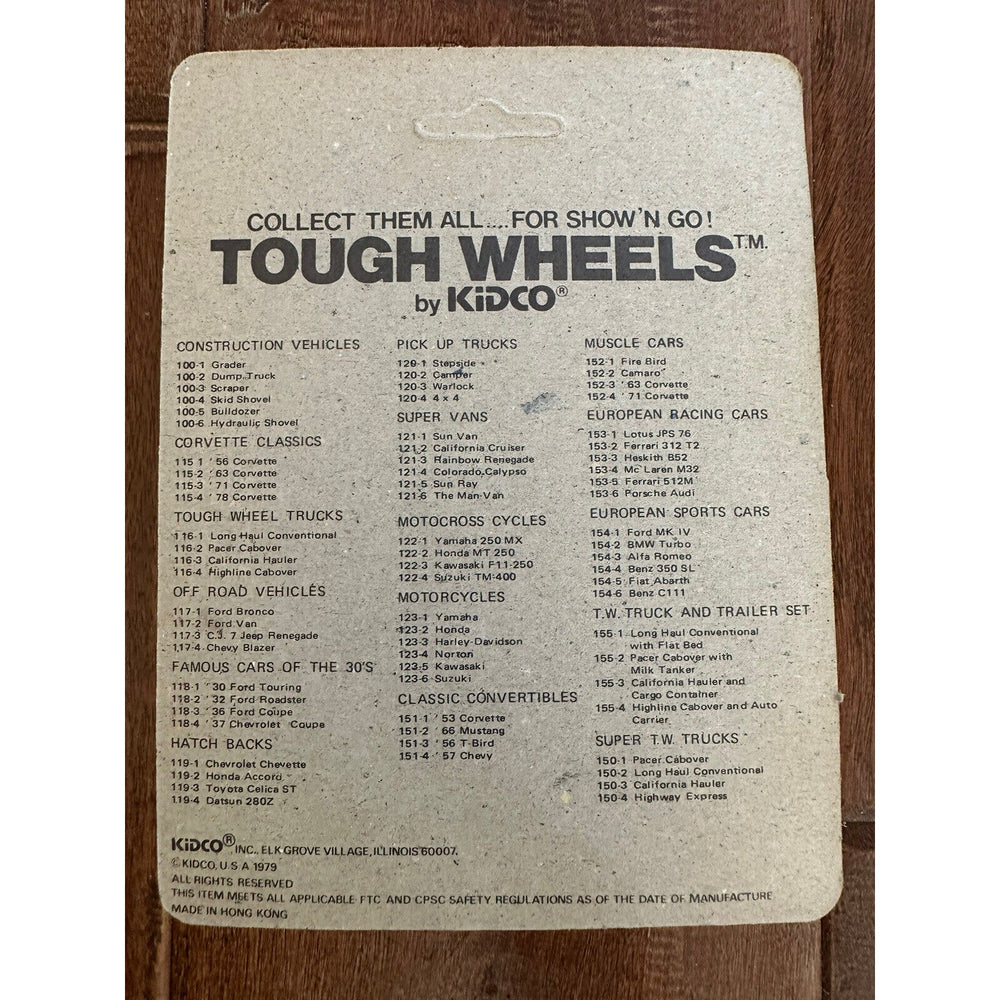 COLLECT THEM ALL....FOR SHOW'N GO!
TOUGH WHEELS T.M.
by KiDCO®
CONSTRUCTION VEHICLES
100-1 Grader
100-2 Dump Truck
100-3 Scraper
100-4 Skid Shovel
100-5 Bulldozer
100-6 Hydraulic Shovel
CORVETTE CLASSICS
115 1 '56 Corvette
115-2 '63 Corvette
115-3 '71 Corvette
115-4 '78 Corvette
TOUGH WHEEL TRUCKS
116-1 Long Haul Conventional
116-2 Pacer Cabover
116-3 California Hauler
116-4 Highline Cabover
OFF ROAD VEHICLES
117-1 Ford Bronco
117-2 Ford Van
117-3 C.J. 7 Jeep Renegade
117-4 Chevy Blazer
FAMOUS CARS OF THE 30'S
118-1 '30 Ford Touring
118-2 '32 Ford Roadster
118-3 '36 Ford Coupe
118-4 '37 Chevrolet Coupe
HATCH BACKS
119-1 Chevrolet Chevette
119-2 Honda Accord
119-3 Toyota Celica ST
119-4 Datsun 280Z
PICK UP TRUCKS
120-1 Stepside
120-2 Camper
120-3 Warlock
120-4 4 x 4
SUPER VANS
121-1 Sun Van
121-2 California Cruiser
121-3 Rainbow Renegade
121-4 Colorado Calypso
121-5 Sun Ray
121-6 The Man Van
MOTOCROSS CYCLES
122-1 Yamaha 250 MX
122-2 Honda MT 250
122-3 Kawasaki F11-250
122-4 Suzuki TM-400
MOTORCYCLES
123-1 Yamaha
123-2 Honda
123-3 Harley-Davidson
123-4 Norton
123-5 Kawasaki
123-6 Suzuki
CLASSIC CONVERTIBLES
151-1 '53 Corvette
151-2 '66 Mustang
151-3 '56 T-Bird
151-4 '57 Chevy
MUSCLE CARS
152-1 Fire Bird
152-2 Camaro
152-3 '63 Corvette
152-4 '71 Corvette
EUROPEAN RACING CARS
153-1 Lotus JPS 76
153-2 Ferrari 312 T2
153-3 Heskith B52
153-4 Mc Laren M32
153-5 Ferrari 512M
153-6 Porsche Audi
EUROPEAN SPORTS CARS
154-1 Ford MK IV
154-2 BMW Turbo
154-3 Alfa Romeo
154-4 Benz 350 SL
154-5 Fiat Abarth
154-6 Benz C111
T.W. TRUCK AND TRAILER SET
155-1 Long Haul Conventional
with Flat Bed
155-2 Pacer Cabover with
Milk Tanker
155-3 California Hauler and
Cargo Container
155-4 Highline Cabover and Auto
Carrier
SUPER T.W. TRUCKS
150-1 Pacer Cabover
150-2 Long Haul Conventional
150-3 California Hauler
150-4 Highway Express
KiDCO®, INC., ELK GROVE VILLAGE, ILLINOIS 60007.
© KIDCO, U S A 1979
ALL RIGHTS RESERVED
THIS ITEM MEETS ALL APPLICABLE FTC AND CPSC SAFETY REGULATIONS AS OF THE DATE OF MANUFACTURE
MADE IN HONG KONG